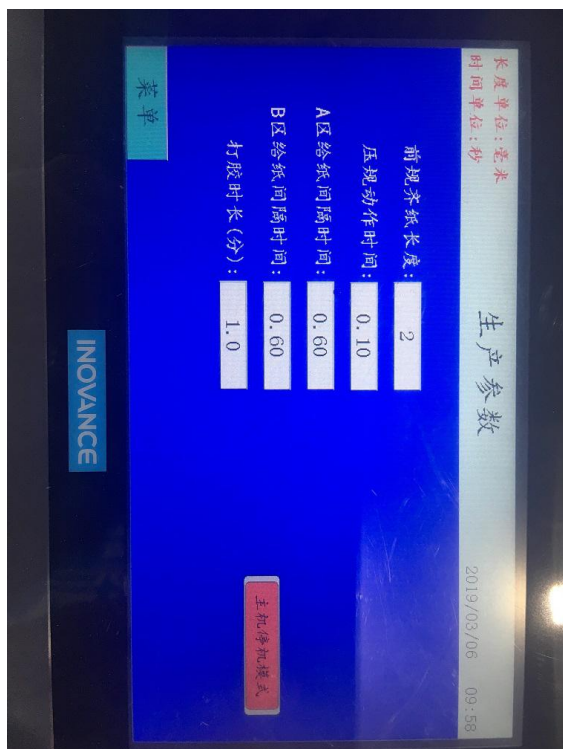 长度单位:毫米
时间单位:秒
生产参数
2019/03/06 09:58
前规齐纸长度: 2
压规动作时间: 0.10
A区给纸间隔时间: 0.60
B区给纸间隔时间: 0.60
打胶时长(分): 1.0
主机停机模式
菜单
INOVANCE